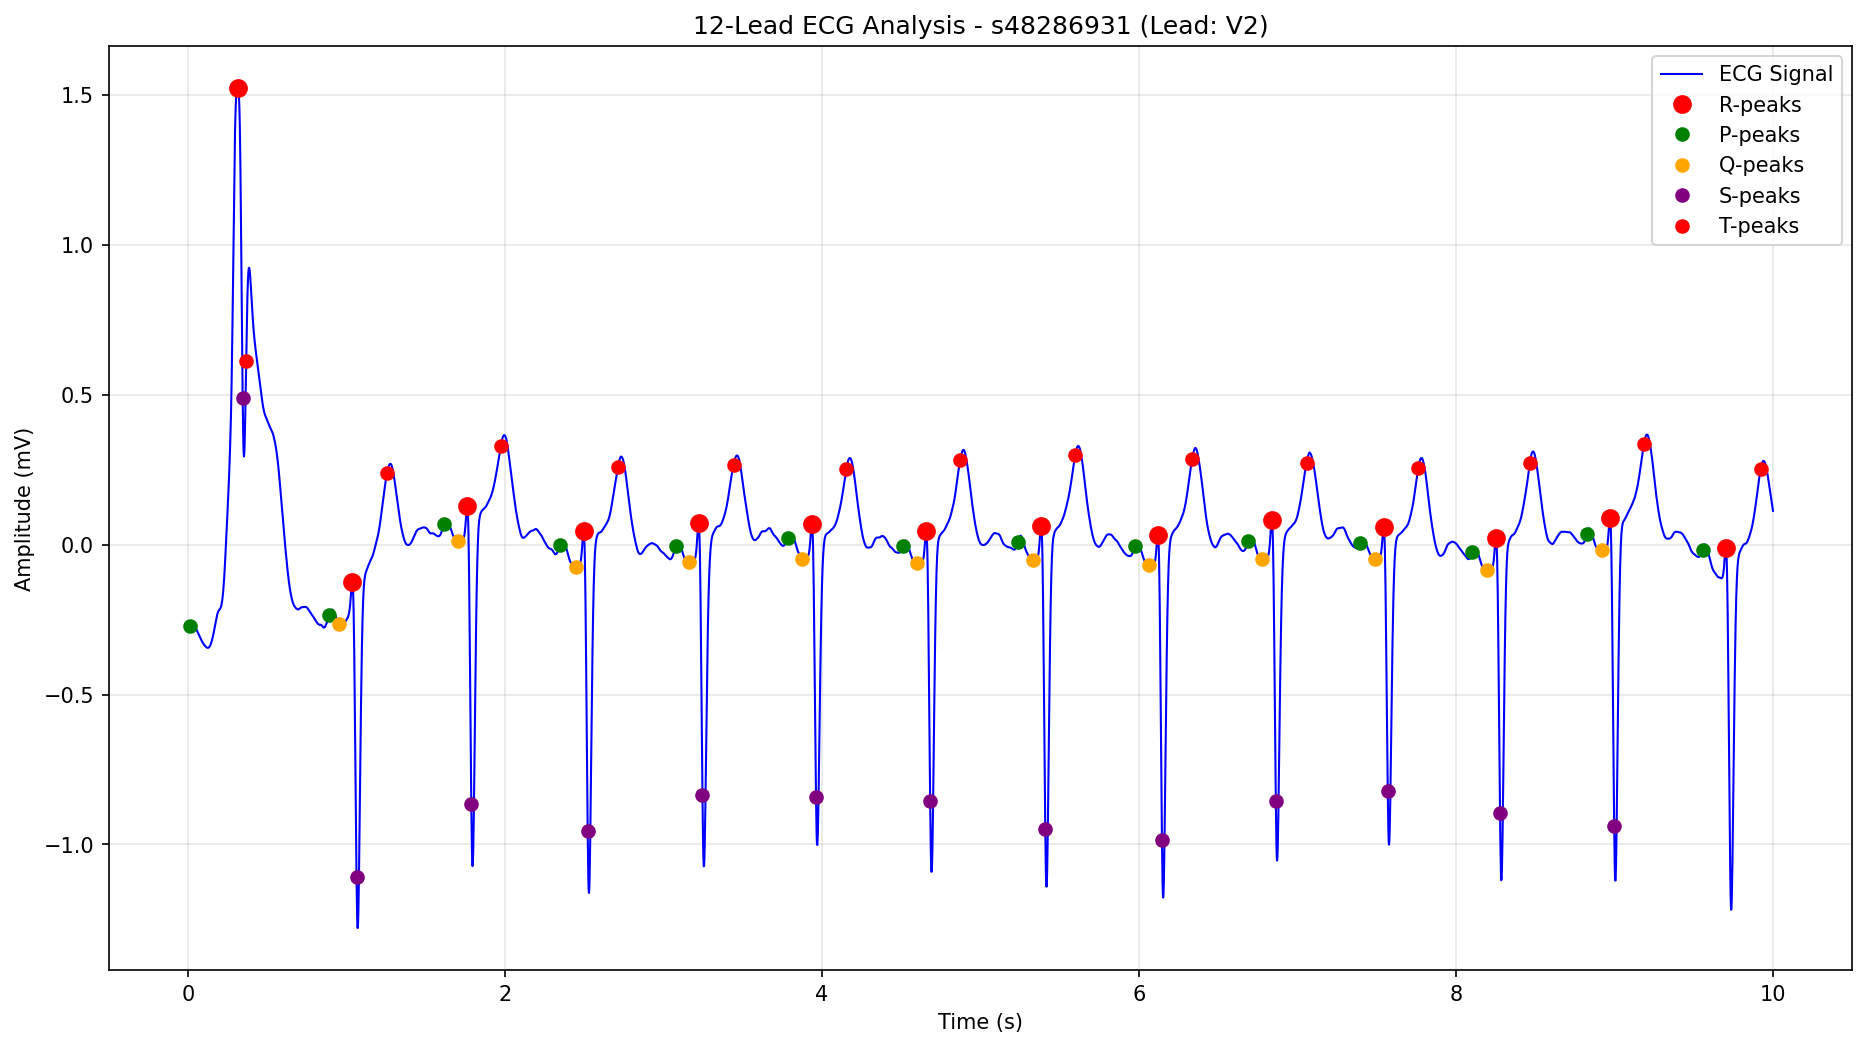 12-Lead ECG Analysis - s48286931 (Lead: V2)
ECG Signal
R-peaks
P-peaks
Q-peaks
S-peaks
T-peaks
Amplitude (mV)
1.5
1.0
0.5
0.0
−0.5
−1.0
0 2 4 6 8 10
Time (s)